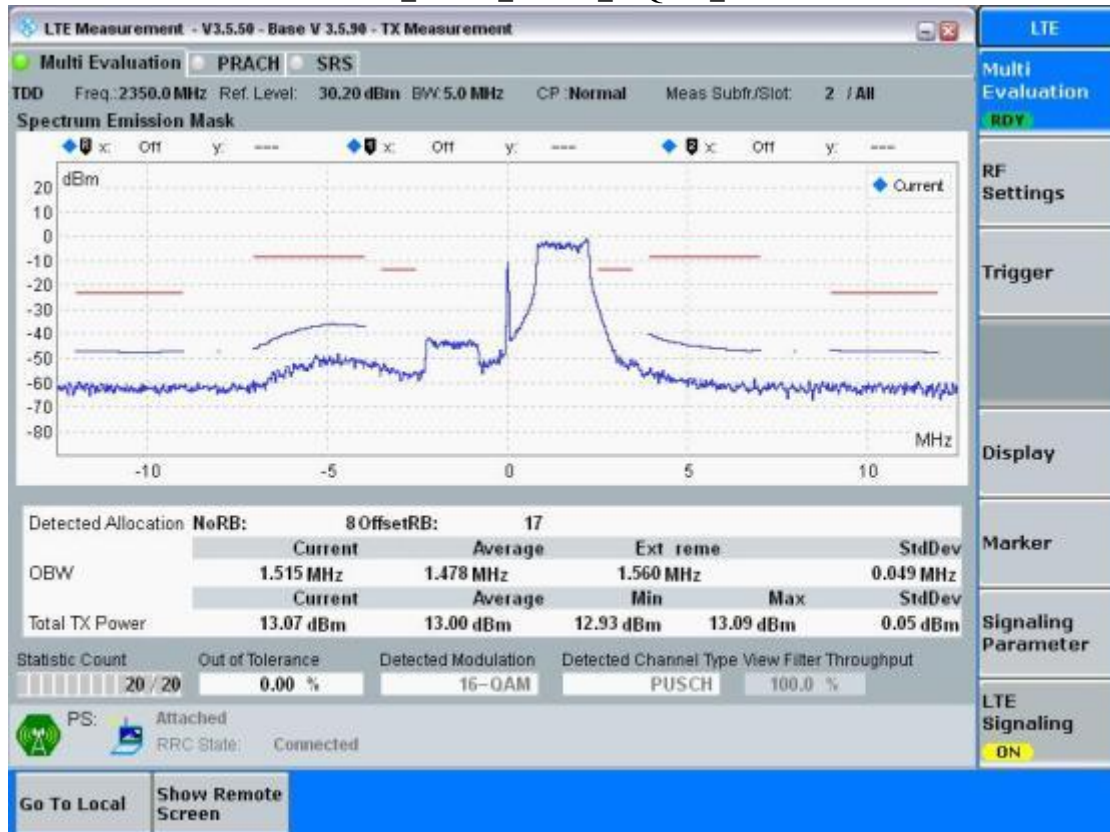 LTE Measurement - V3.5.50 - Base V 3.5.90 - TX Measurement
LTE
Multi Evaluation PRACH SRS
Multi
Evaluation
RDY
TDD Freq.:2350.0 MHz Ref. Level: 30.20 dBm BW: 5.0 MHz CP :Normal Meas Subfr./Slot: 2 / All
Spectrum Emission Mask
x: Off y: --- x: Off y: --- x: Off y: ---
dBm
Current
20
10
0
-10
-20
-30
-40
-50
-60
-70
-80
MHz
-10 -5 0 5 10
RF
Settings
Trigger
Display
Marker
Signaling
Parameter
LTE
Signaling
ON
Detected Allocation NoRB: 8 OffsetRB: 17
Current Average Ext reme StdDev
OBW 1.515 MHz 1.478 MHz 1.560 MHz 0.049 MHz
Current Average Min Max StdDev
Total TX Power 13.07 dBm 13.00 dBm 12.93 dBm 13.09 dBm 0.05 dBm
Statistic Count Out of Tolerance Detected Modulation Detected Channel Type View Filter Throughput
20 / 20 0.00 % 16-QAM PUSCH 100.0 %
PS: Attached
RRC State: Connected
Go To Local
Show Remote
Screen